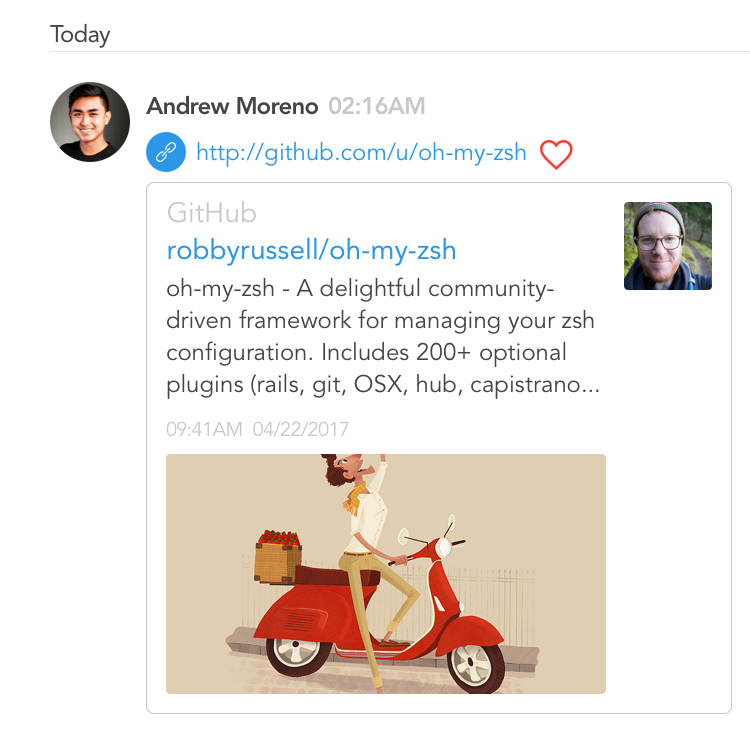 Today
Andrew Moreno 02:16AM
http://github.com/u/oh-my-zsh
GitHub
robbyrussell/oh-my-zsh
oh-my-zsh - A delightful community-
driven framework for managing your zsh
configuration. Includes 200+ optional
plugins (rails, git, OSX, hub, capistrano...
09:41AM 04/22/2017